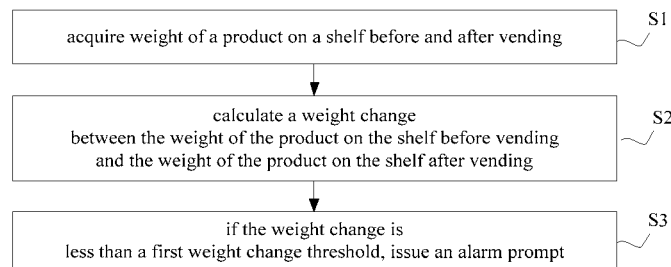 acquire weight of a product on a shelf before and after vending
S1
calculate a weight change
between the weight of the product on the shelf before vending
and the weight of the product on the shelf after vending
S2
if the weight change is
less than a first weight change threshold, issue an alarm prompt
S3